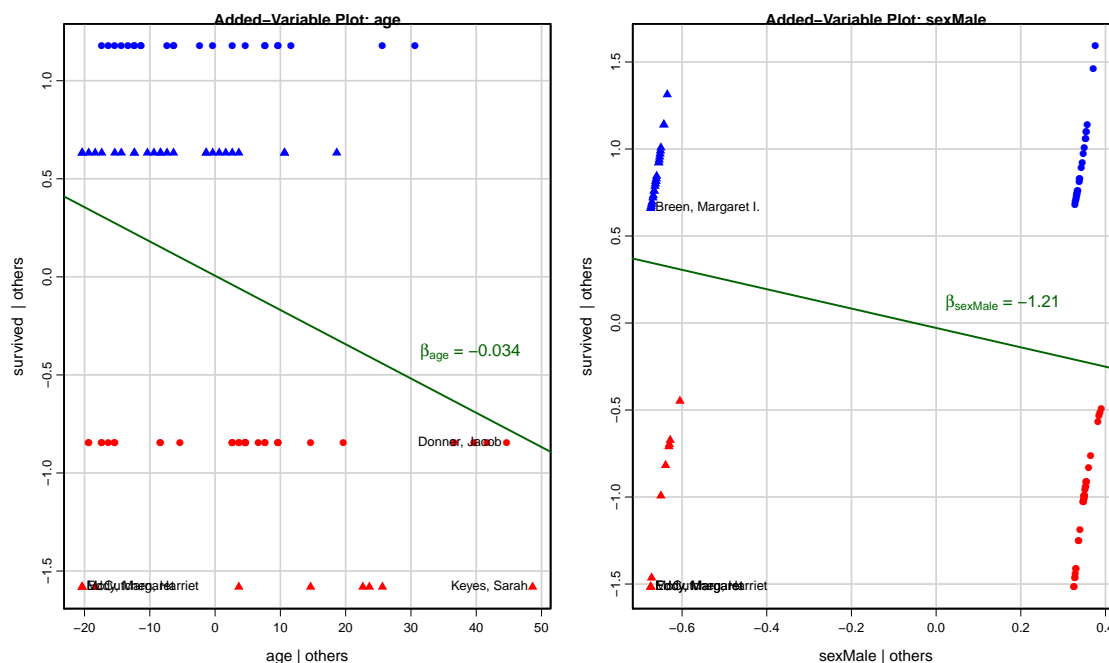 Added−Variable Plot: age
survived | others
1.0
0.5
0.0
−0.5
−1.0
−1.5
β age = −0.034
Donner, Jacob
Keyes, Sarah
−20 −10 0 10 20 30 40 50
age | others
Added−Variable Plot: sexMale
survived | others
1.5
1.0
0.5
0.0
−0.5
−1.0
−1.5
Breen, Margaret I.
β sexMale = −1.21
−0.6 −0.4 −0.2 0.0 0.2 0.4
sexMale | others